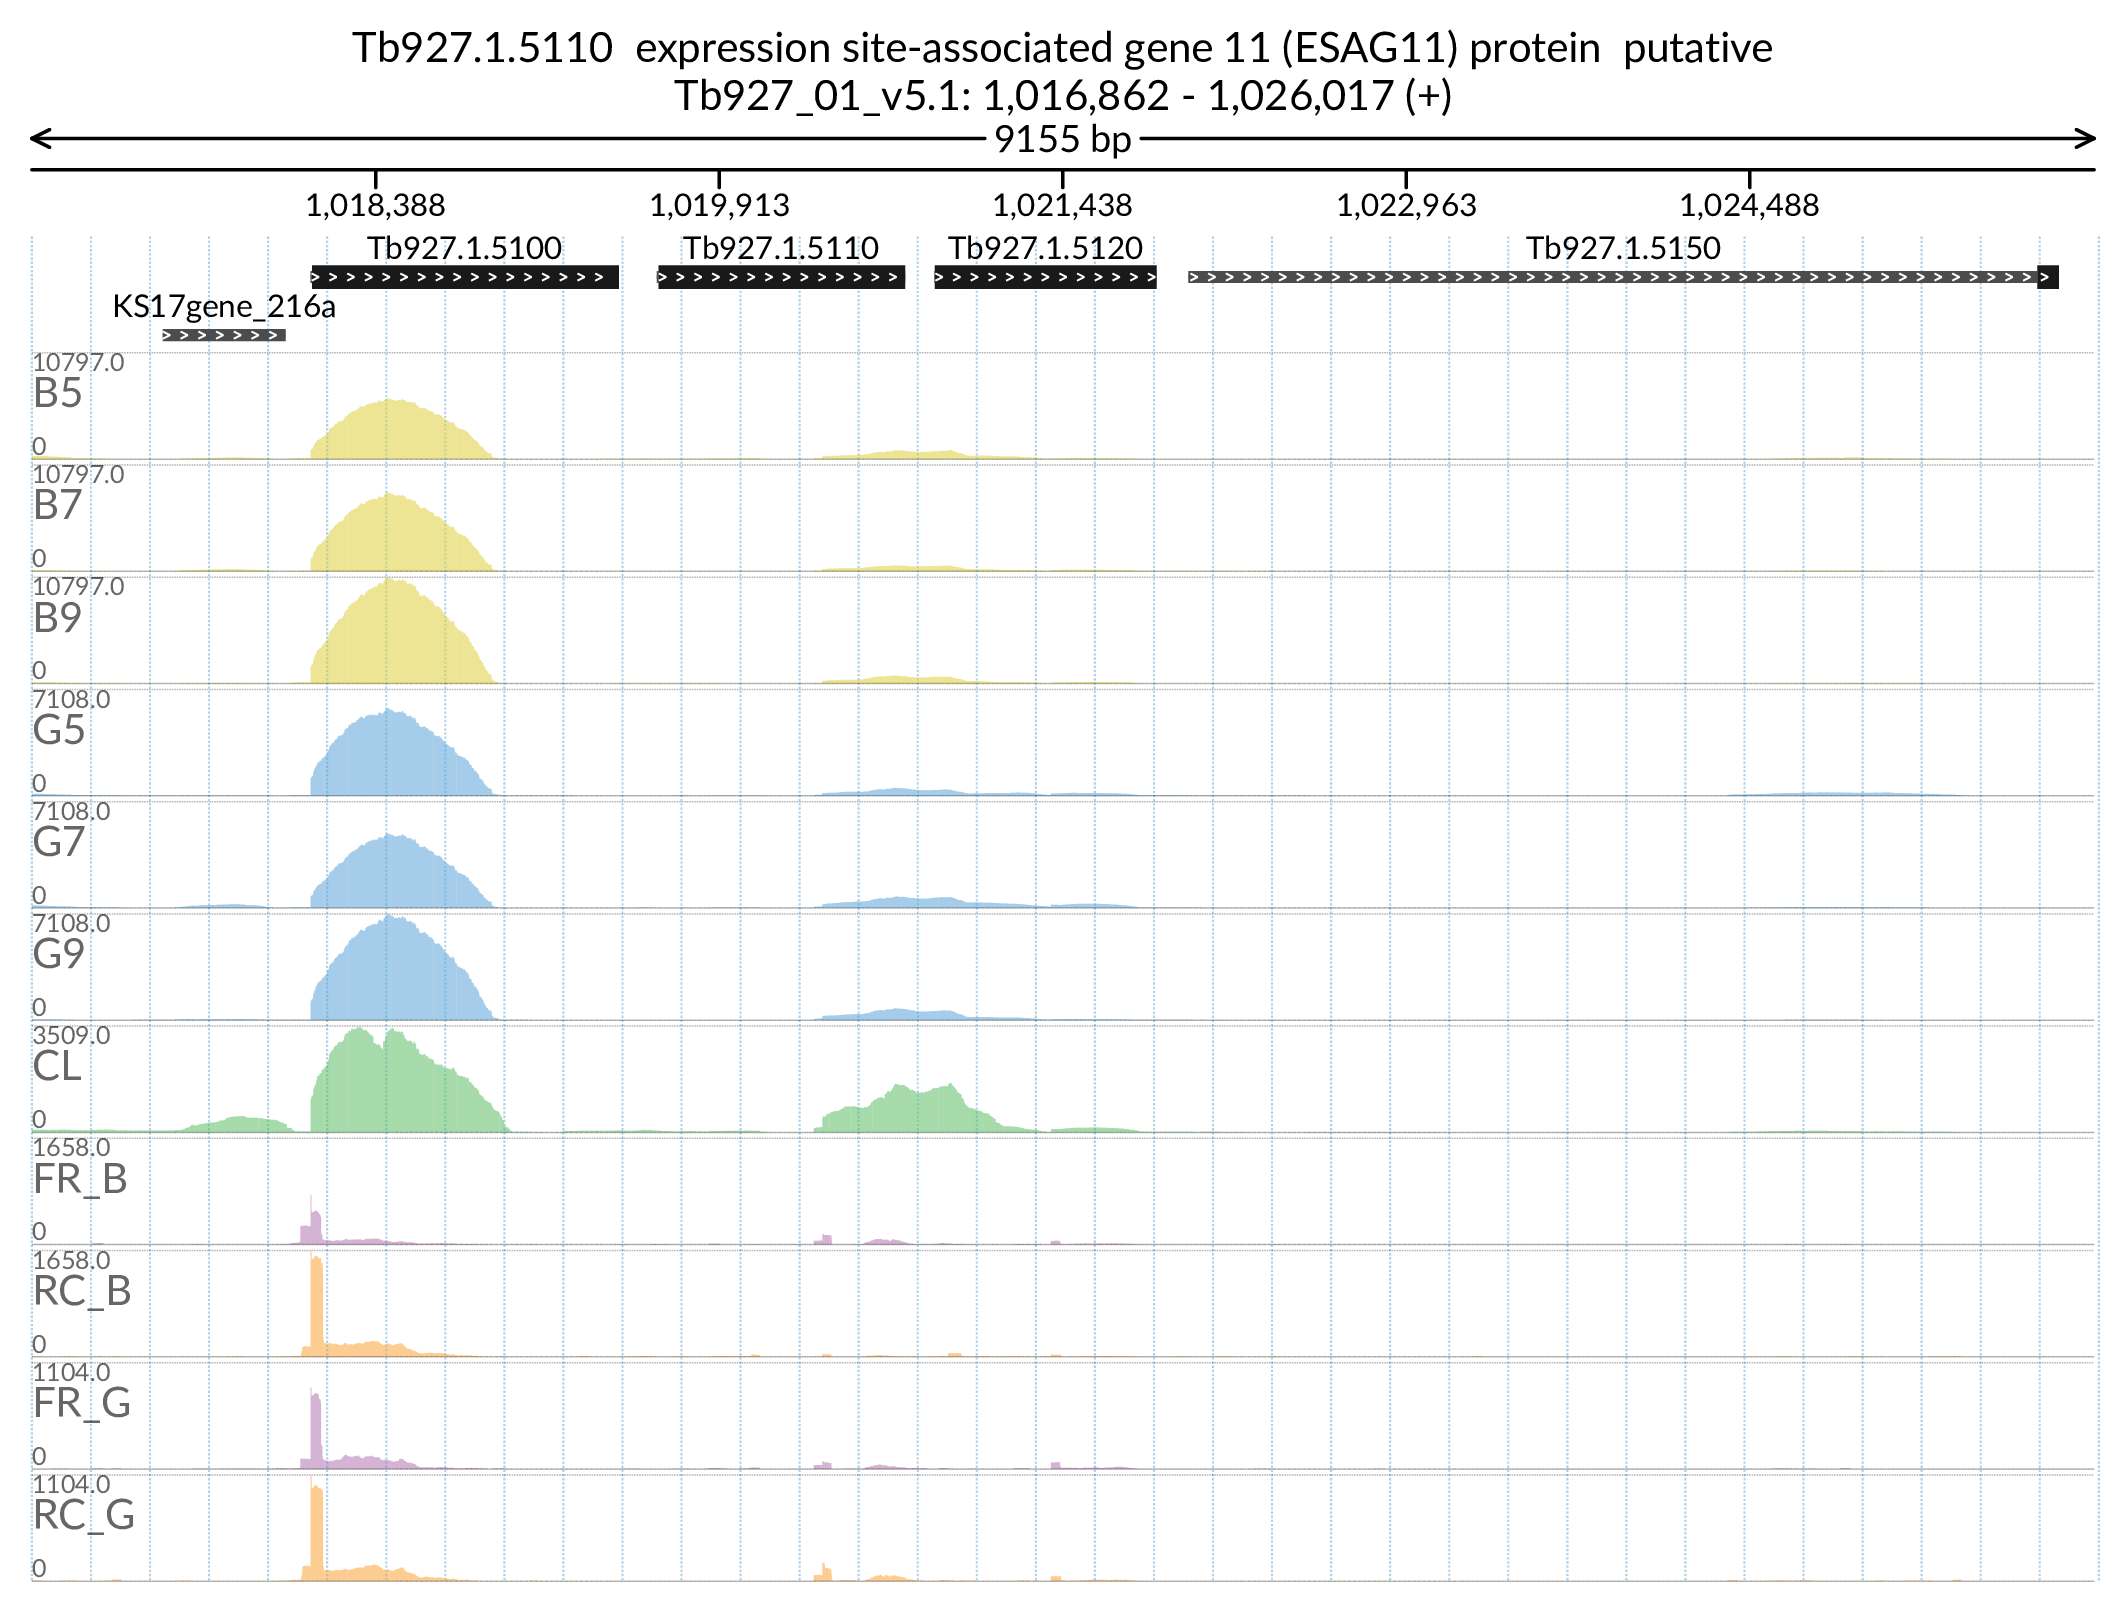 Tb927.1.5110  expression site-associated gene 11 (ESAG11) protein  putative
Tb927_01_v5.1: 1,016,862 - 1,026,017 (+)
9155 bp
1,018,388 1,019,913 1,021,438 1,022,963 1,024,488
Tb927.1.5100 Tb927.1.5110 Tb927.1.5120 Tb927.1.5150
KS17gene_216a
10797.0
B5
0
10797.0
B7
0
10797.0
B9
0
7108.0
G5
0
7108.0
G7
0
7108.0
G9
0
3509.0
CL
0
1658.0
FR_B
0
1658.0
RC_B
0
1104.0
FR_G
0
1104.0
RC_G
0